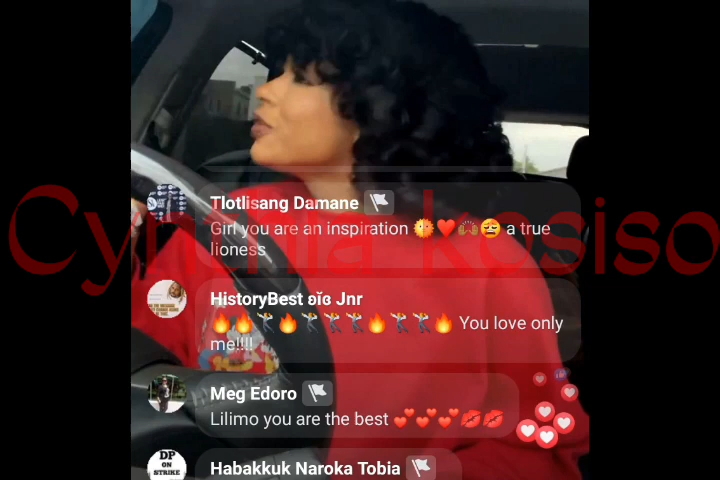 Cynthia kosiso
Tlotlisang Damane
Girl you are an inspiration 🌞❤️🙌😩 a true
lioness
HistoryBest ʚĭɞ Jnr
You love only
me!!!!
Meg Edoro
Lilimo you are the best 💕💕💕💋💋
DP
ON
STRIKE
Habakkuk Naroka Tobia